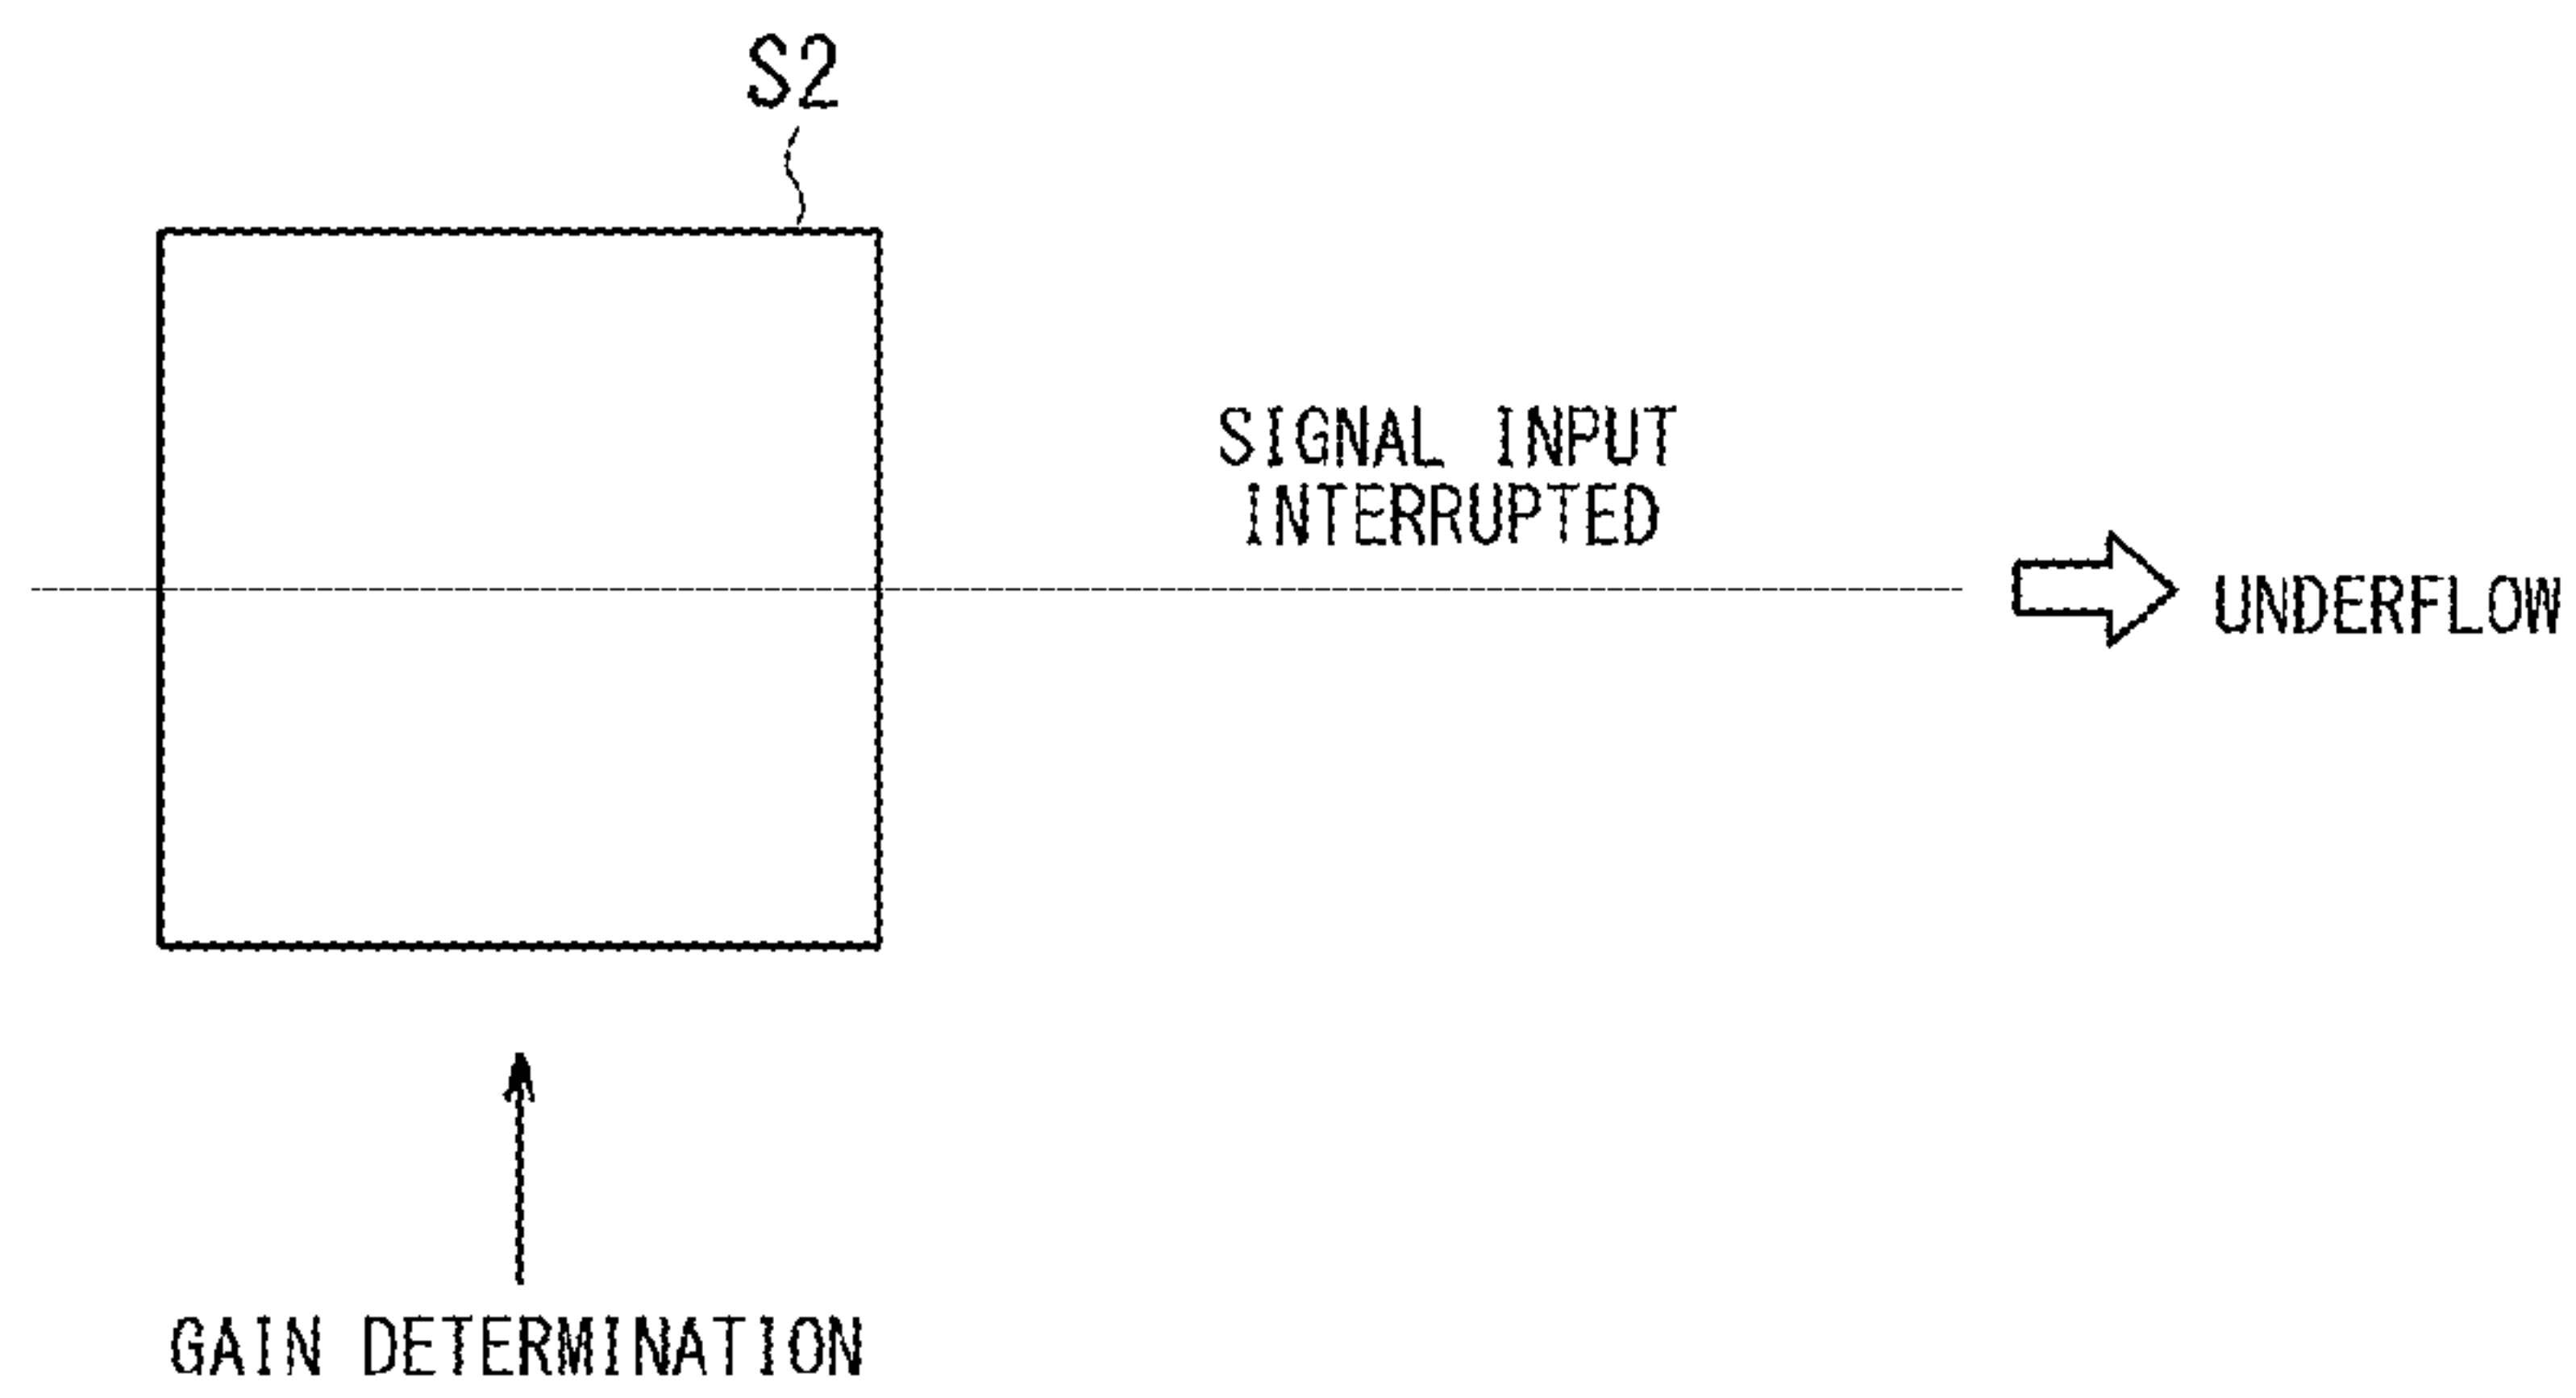 S2
SIGNAL INPUT
INTERRUPTED
UNDERFLOW
GAIN DETERMINATION